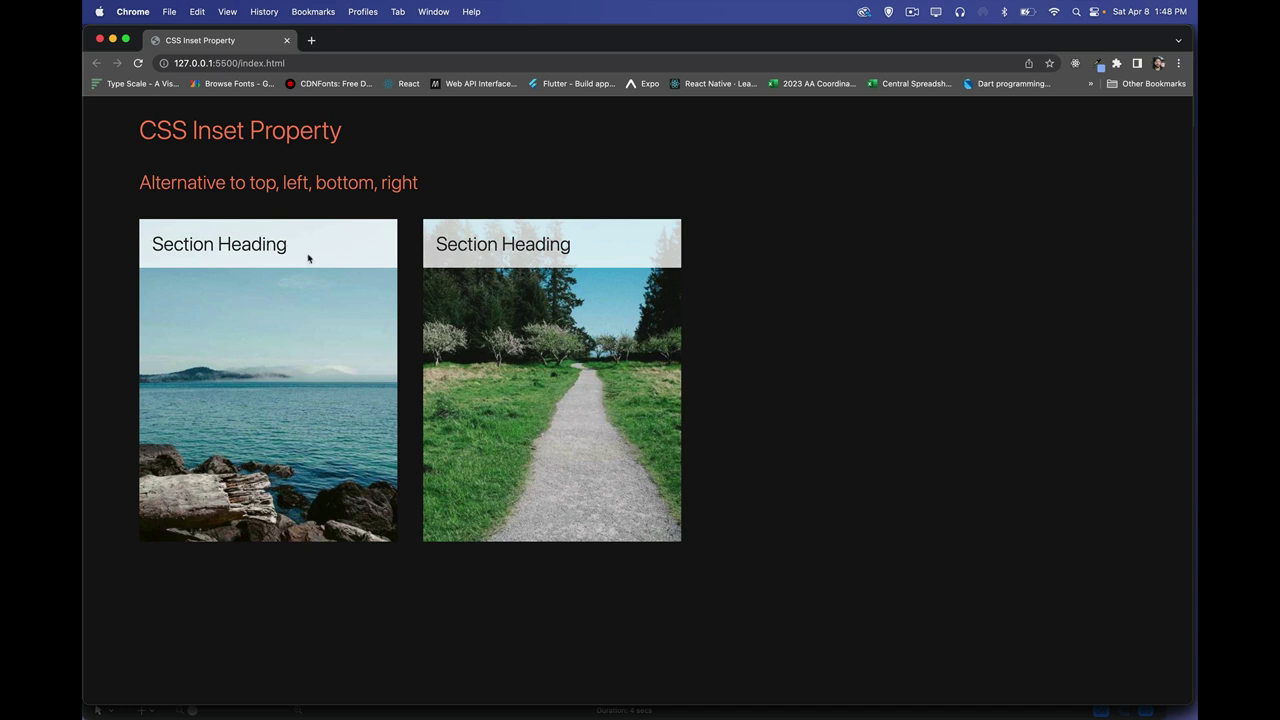 Chrome File Edit View History Bookmarks Profiles Tab Window Help Sat Apr 8 1:48 PM
CSS Inset Property
127.0.0.1:5500/index.html
Type Scale - A Vis... Browse Fonts - G... CDNFonts: Free D... React Web API Interface... Flutter - Build app... Expo React Native - Lea... 2023 AA Coordina... Central Spreadsh... Dart programming... » Other Bookmarks
CSS Inset Property
Alternative to top, left, bottom, right
Section Heading Section Heading
Duration: 4 secs